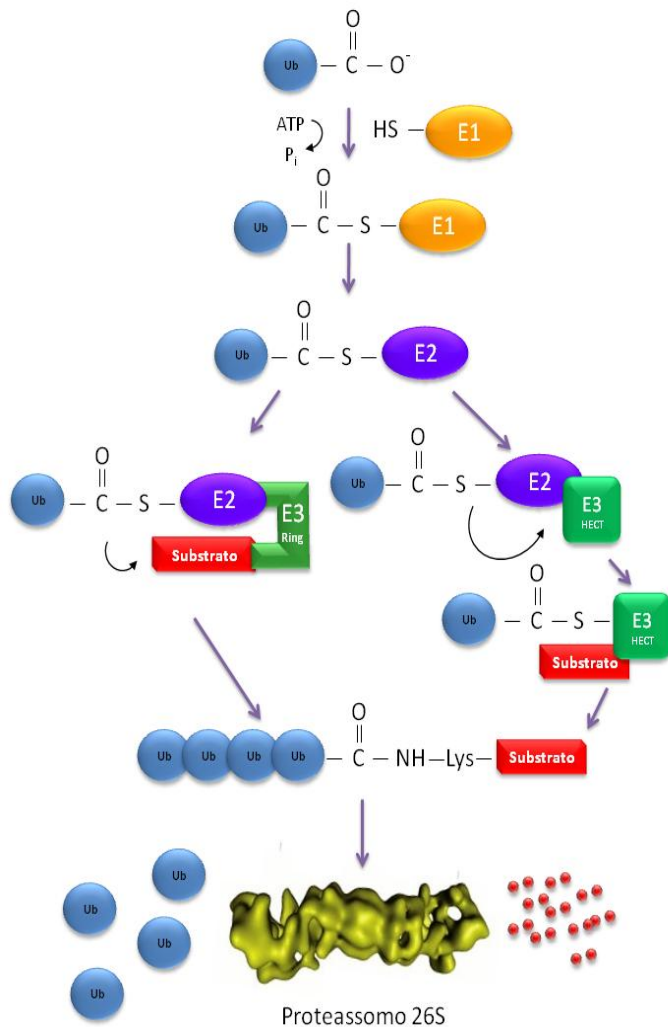 O
Ub – C – O⁻
ATP
HS – E1
Pi
O
Ub – C – S – E1
O
Ub – C – S – E2
O
Ub – C – S – E2
E3
Ring
Substrato
O
Ub – C – S – E2
E3
HECT
O
Ub – C – S – E3
HECT
Substrato
O
Ub Ub Ub Ub – C – NH – Lys – Substrato
Ub
Ub
Ub
Ub
Proteassomo 26S